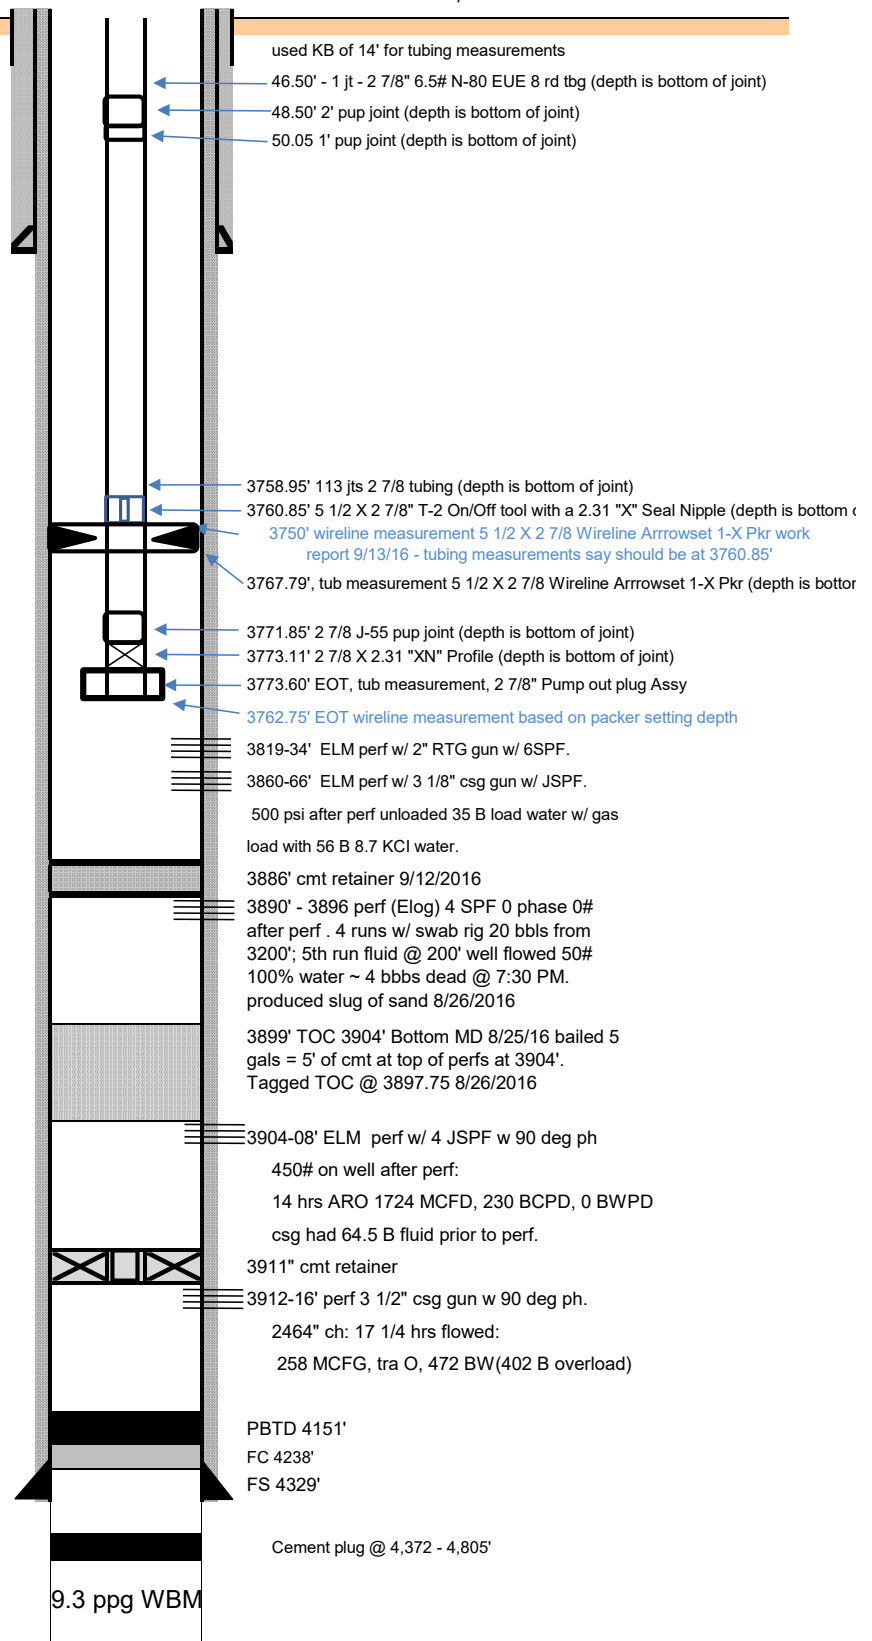 used KB of 14' for tubing measurements
46.50' - 1 jt - 2 7/8" 6.5# N-80 EUE 8 rd tbg (depth is bottom of joint)
48.50' 2' pup joint (depth is bottom of joint)
50.05 1' pup joint (depth is bottom of joint)
3758.95' 113 jts 2 7/8 tubing (depth is bottom of joint)
3760.85' 5 1/2 X 2 7/8" T-2 On/Off tool with a 2.31 "X" Seal Nipple (depth is bottom
3750' wireline measurement 5 1/2 X 2 7/8 Wireline Arrrowset 1-X Pkr work
report 9/13/16 - tubing measurements say should be at 3760.85'
3767.79', tub measurement 5 1/2 X 2 7/8 Wireline Arrrowset 1-X Pkr (depth is bottor
3771.85' 2 7/8 J-55 pup joint (depth is bottom of joint)
3773.11' 2 7/8 X 2.31 "XN" Profile (depth is bottom of joint)
3773.60' EOT, tub measurement, 2 7/8" Pump out plug Assy
3762.75' EOT wireline measurement based on packer setting depth
3819-34' ELM perf w/ 2" RTG gun w/ 6SPF.
3860-66' ELM perf w/ 3 1/8" csg gun w/ JSPF.
500 psi after perf unloaded 35 B load water w/ gas
load with 56 B 8.7 KCl water.
3886' cmt retainer 9/12/2016
3890' - 3896 perf (Elog) 4 SPF 0 phase 0#
after perf . 4 runs w/ swab rig 20 bbls from
3200'; 5th run fluid @ 200' well flowed 50#
100% water ~ 4 bbbs dead @ 7:30 PM.
produced slug of sand 8/26/2016
3899' TOC 3904' Bottom MD 8/25/16 bailed 5
gals = 5' of cmt at top of perfs at 3904'.
Tagged TOC @ 3897.75 8/26/2016
3904-08' ELM perf w/ 4 JSPF w 90 deg ph
450# on well after perf:
14 hrs ARO 1724 MCFD, 230 BCPD, 0 BWPD
csg had 64.5 B fluid prior to perf.
3911" cmt retainer
3912-16' perf 3 1/2" csg gun w 90 deg ph.
2464" ch: 17 1/4 hrs flowed:
258 MCFG, tra O, 472 BW(402 B overload)
PBTD 4151'
FC 4238'
FS 4329'
Cement plug @ 4,372 - 4,805'
9.3 ppg WBM